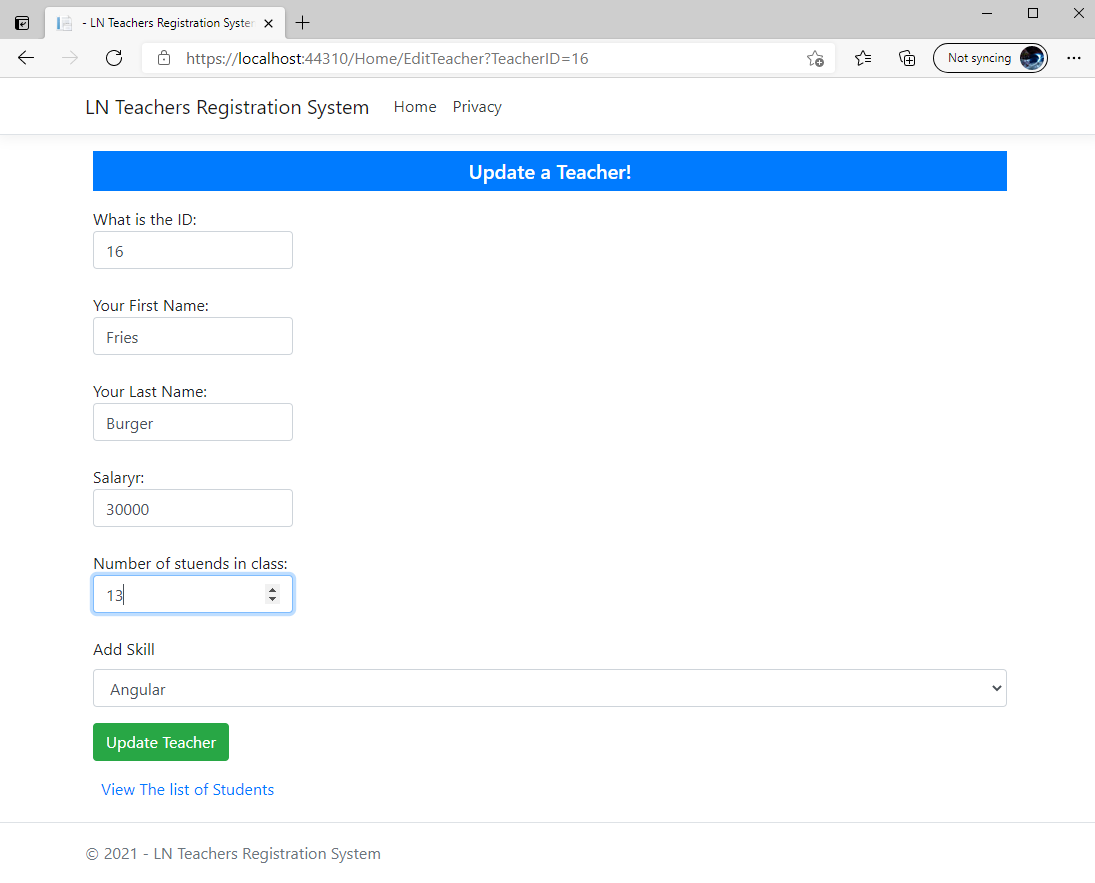 - LN Teachers Registration Syster
https://localhost:44310/Home/EditTeacher?TeacherID=16
Not syncing
LN Teachers Registration System Home Privacy
Update a Teacher!
What is the ID:
16
Your First Name:
Fries
Your Last Name:
Burger
Salaryr:
30000
Number of stuends in class:
13
Add Skill
Angular
Update Teacher
View The list of Students
© 2021 - LN Teachers Registration System